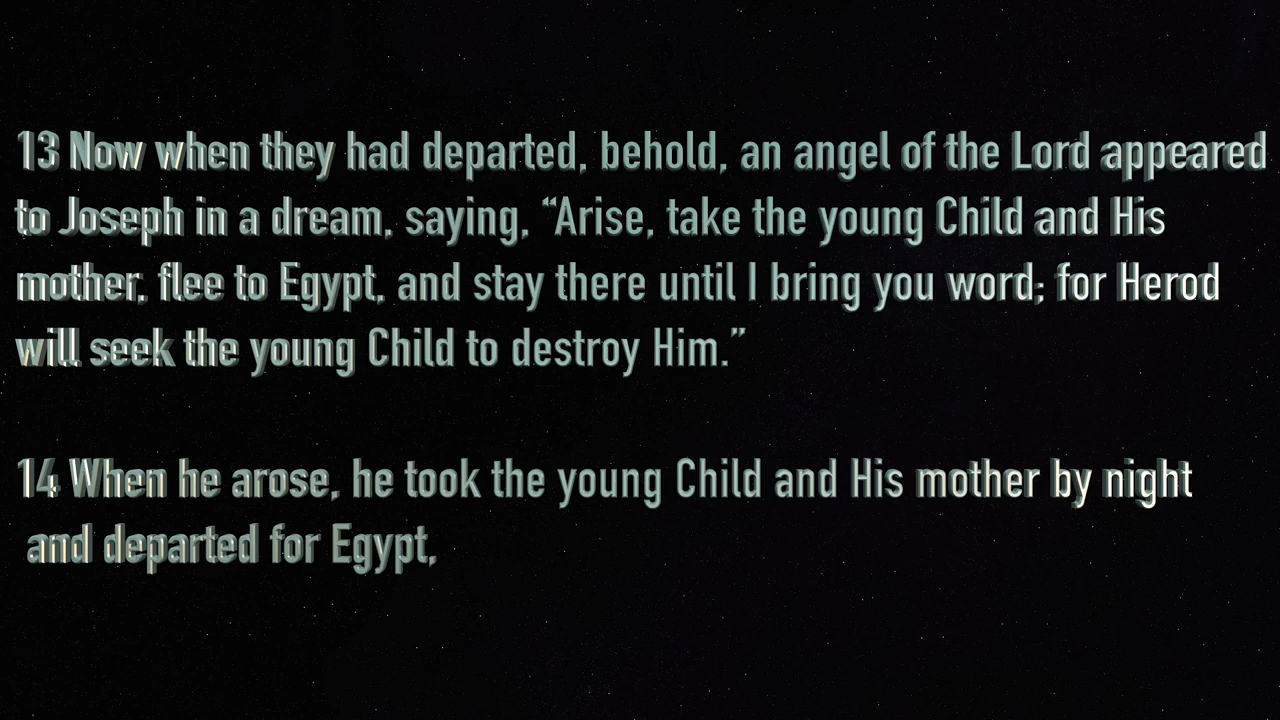 13 Now when they had departed, behold, an angel of the Lord appeared
to Joseph in a dream, saying, “Arise, take the young Child and His
mother, flee to Egypt, and stay there until I bring you word; for Herod
will seek the young Child to destroy Him.”
14 When he arose, he took the young Child and His mother by night
and departed for Egypt,